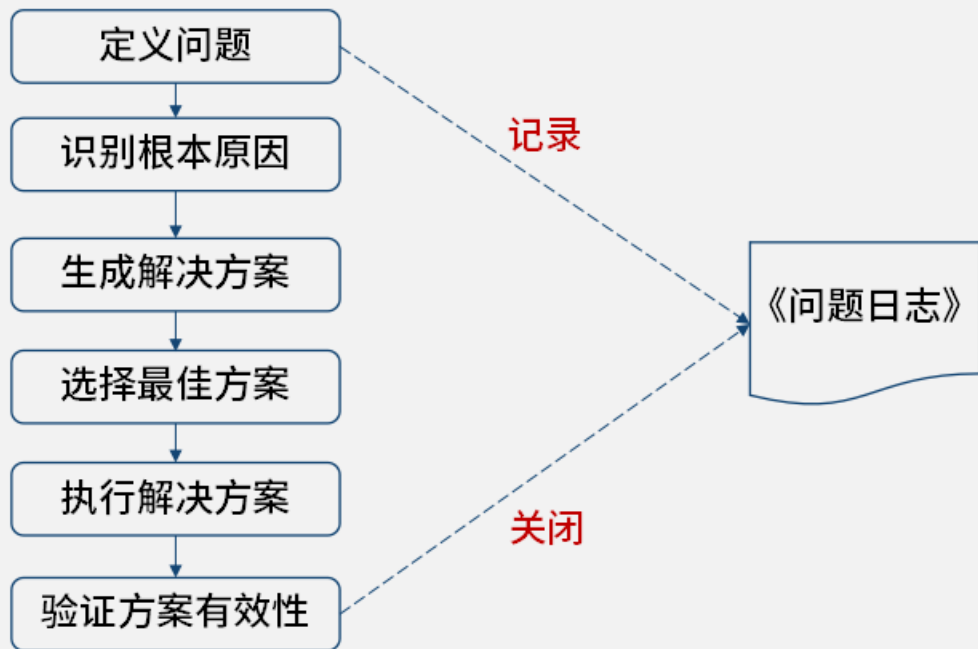 定义问题
记录
识别根本原因
生成解决方案
《问题日志》
选择最佳方案
执行解决方案
关闭
验证方案有效性